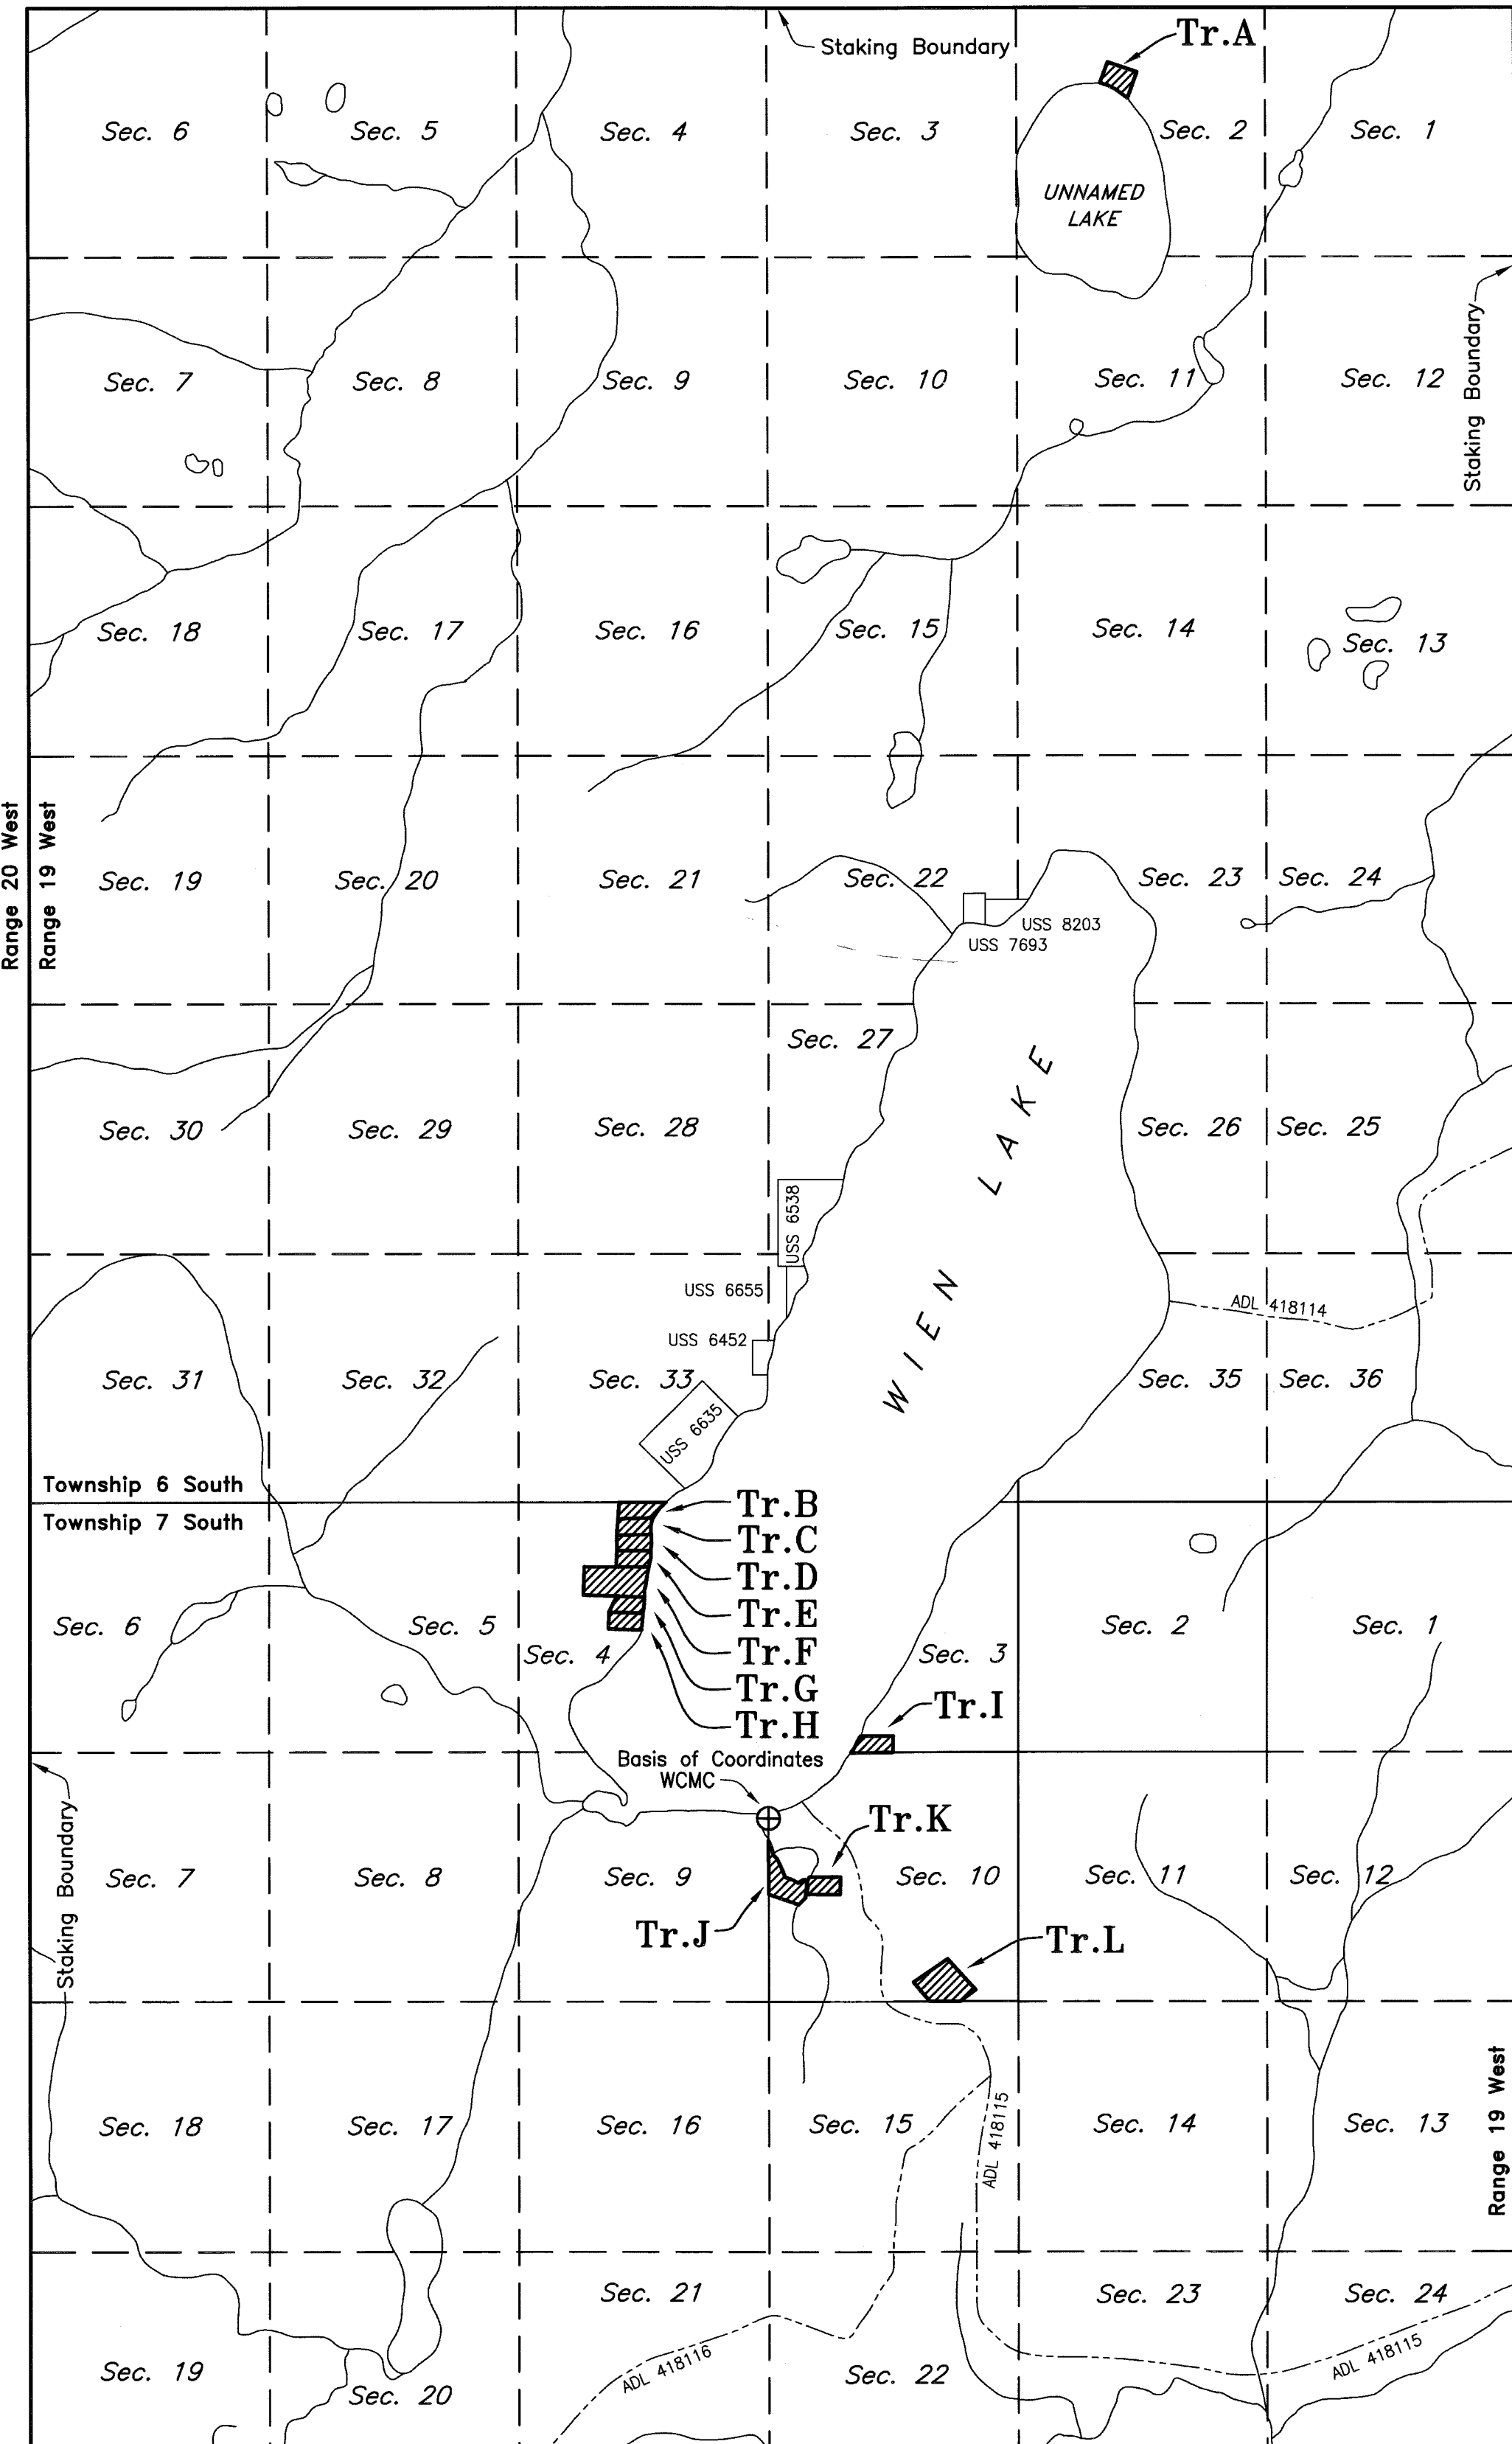 Staking Boundary
Tr.A
Sec. 6
Sec. 5
Sec. 4
Sec. 3
Sec. 2
Sec. 1
UNNAMED
LAKE
Staking Boundary
Sec. 7
Sec. 8
Sec. 9
Sec. 10
Sec. 11
Sec. 12
Sec. 18
Sec. 17
Sec. 16
Sec. 15
Sec. 14
Sec. 13
Range 20 West
Range 19 West
Sec. 19
Sec. 20
Sec. 21
Sec. 22
Sec. 23
Sec. 24
USS 8203
USS 7693
Sec. 27
Sec. 30
Sec. 29
Sec. 28
Sec. 26
Sec. 25
WIEN LAKE
USS 6538
USS 6655
ADL 418114
USS 6452
Sec. 31
Sec. 32
Sec. 33
Sec. 35
Sec. 36
USS 6635
Township 6 South
Township 7 South
Tr.B
Tr.C
Tr.D
Tr.E
Tr.F
Tr.G
Tr.H
Sec. 6
Sec. 5
Sec. 4
Sec. 3
Sec. 2
Sec. 1
Tr.I
Basis of Coordinates
WCMC
Tr.K
Staking Boundary
Sec. 7
Sec. 8
Sec. 9
Sec. 10
Sec. 11
Sec. 12
Tr.J
Tr.L
Sec. 18
Sec. 17
Sec. 16
Sec. 15
ADL 418115
Sec. 14
Sec. 13
Range 19 West
Sec. 21
Sec. 23
Sec. 24
Sec. 19
Sec. 20
ADL 418116
Sec. 22
ADL 418115